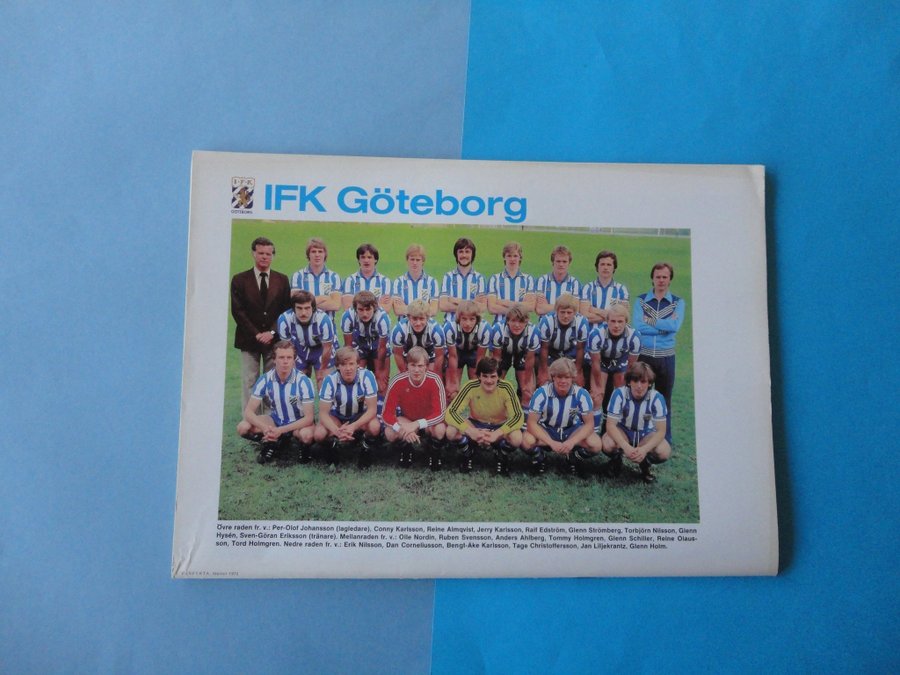 I.F.K
GÖTEBORG
IFK Göteborg
Övre raden fr. v.: Per-Olof Johansson (lagledare), Conny Karlsson, Reine Almqvist, Jerry Karlsson, Ralf Edström, Glenn Strömberg, Torbjörn Nilsson, Glenn
Hysén, Sven-Göran Eriksson (tränare). Mellanraden fr. v.: Olle Nordin, Ruben Svensson, Anders Ahlberg, Tommy Holmgren, Glenn Schiller, Reine Olaus-
son, Tord Holmgren. Nedre raden fr. v.: Erik Nilsson, Dan Corneliusson, Bengt-Åke Karlsson, Tage Christoffersson, Jan Liljekrantz, Glenn Holm.